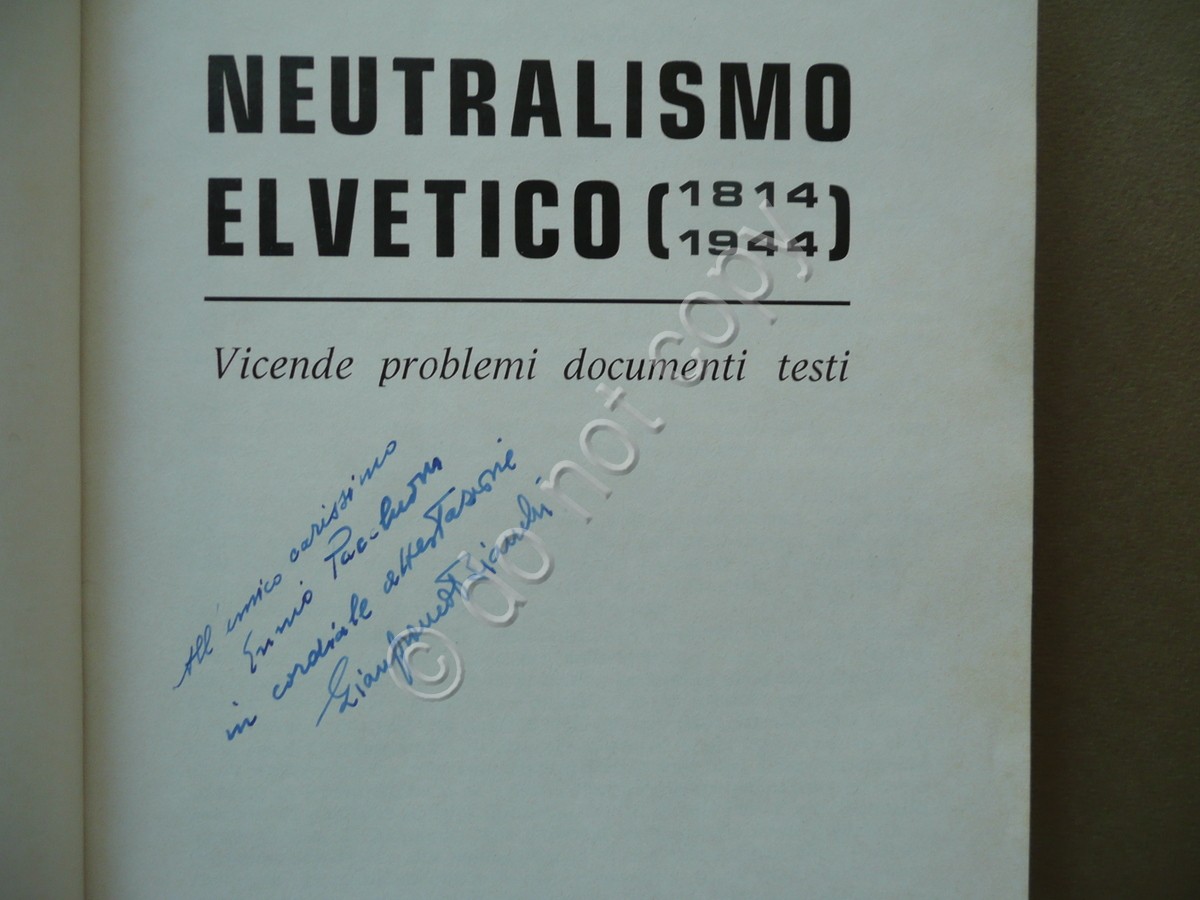 NEUTRALISMO
ELVETICO (1814
1944)
Vicende problemi documenti testi
All'amico carissimo
Ennio
in cordiale attestazione
© do not copy